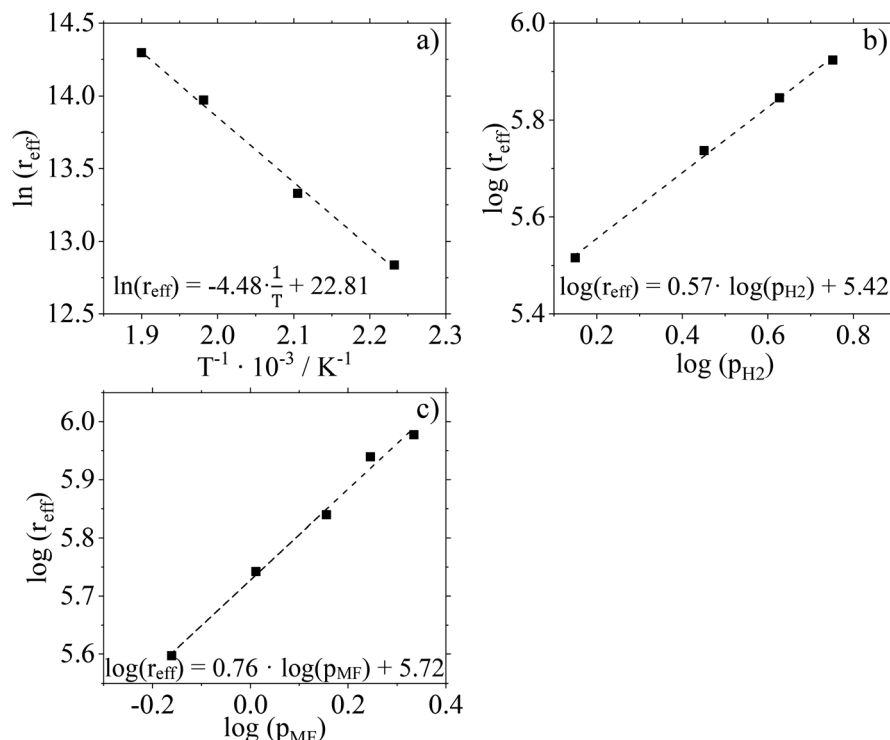 a)
14.5
14.0
13.5
13.0
12.5
ln (r_eff)
ln(r_eff) = -4.48·1/T + 22.81
1.9 2.0 2.1 2.2 2.3
T⁻¹ · 10⁻³ / K⁻¹
b)
6.0
5.8
5.6
5.4
log (r_eff)
log(r_eff) = 0.57· log(p_H2) + 5.42
0.2 0.4 0.6 0.8
log (p_H2)
c)
6.0
5.9
5.8
5.7
5.6
log (r_eff)
log(r_eff) = 0.76 · log(p_MF) + 5.72
-0.2 0.0 0.2 0.4
log (p_MF)